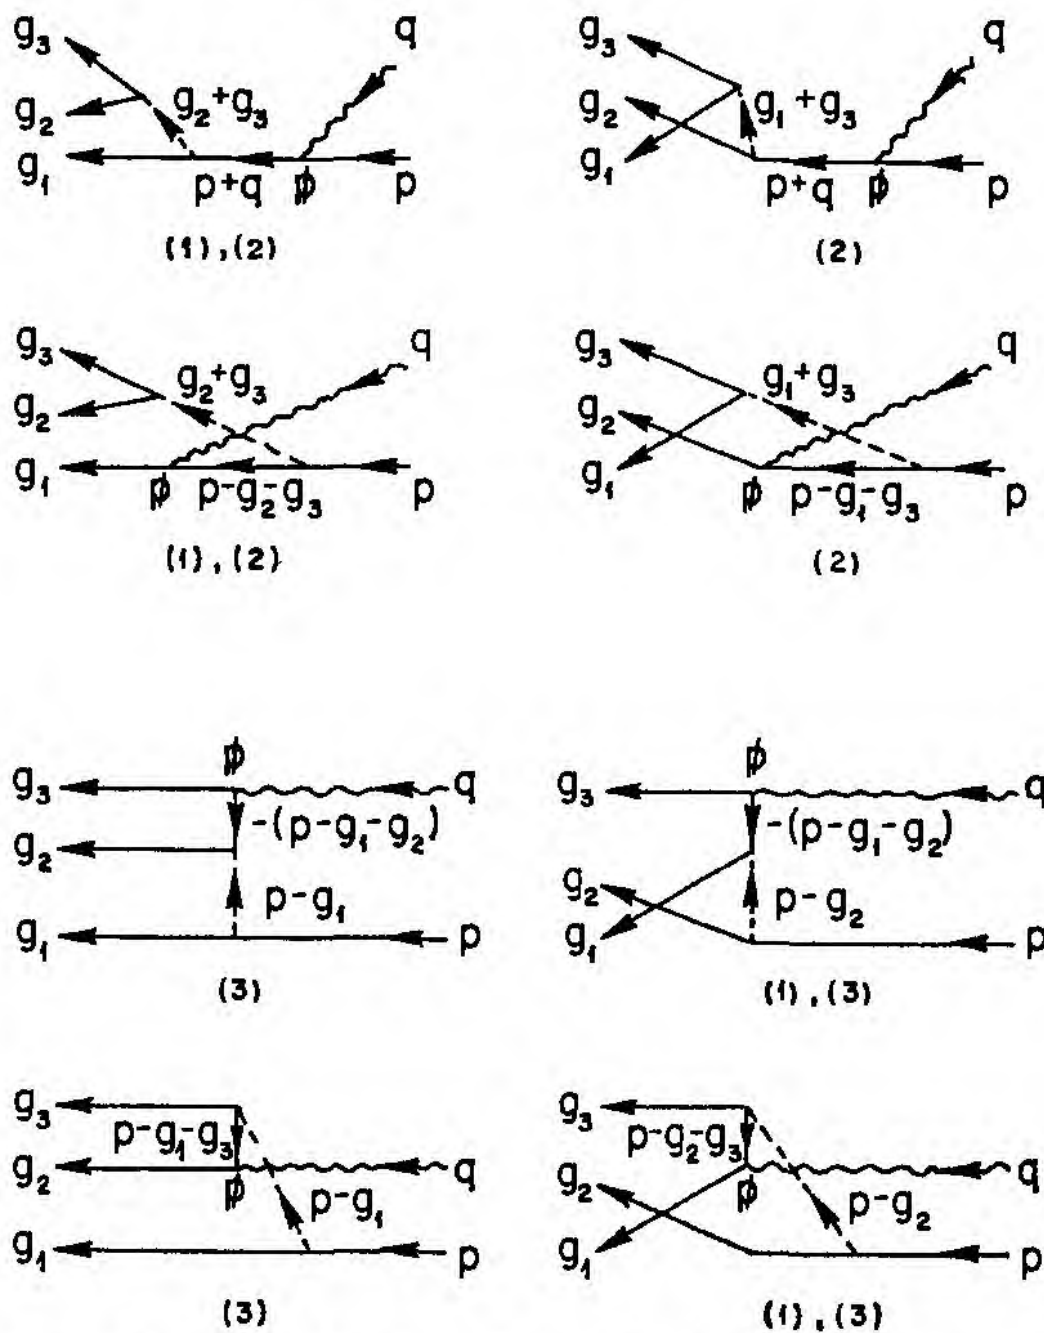 g₃ q g₃ q
g₂ g₂+g₃ g₂ g₁+g₃
g₁ p+q p̸ p g₁ p+q p̸ p
(1),(2) (2)
g₃ q g₃ q
g₂ g₂+g₃ g₂ g₁+g₃
g₁ p̸ p-g₂-g₃ p g₁ p̸ p-g₁-g₃ p
(1),(2) (2)
p̸ p̸
g₃ q g₃ q
g₂ -(p-g₁-g₂) -(p-g₁-g₂)
g₂
p-g₁ p-g₂
g₁ p g₁ p
(3) (1),(3)
g₃ g₃
p-g₁-g₃ p-g₂-g₃
g₂ p̸ q g₂ p̸ q
p-g₁ p-g₂
g₁ p g₁ p
(3) (1),(3)